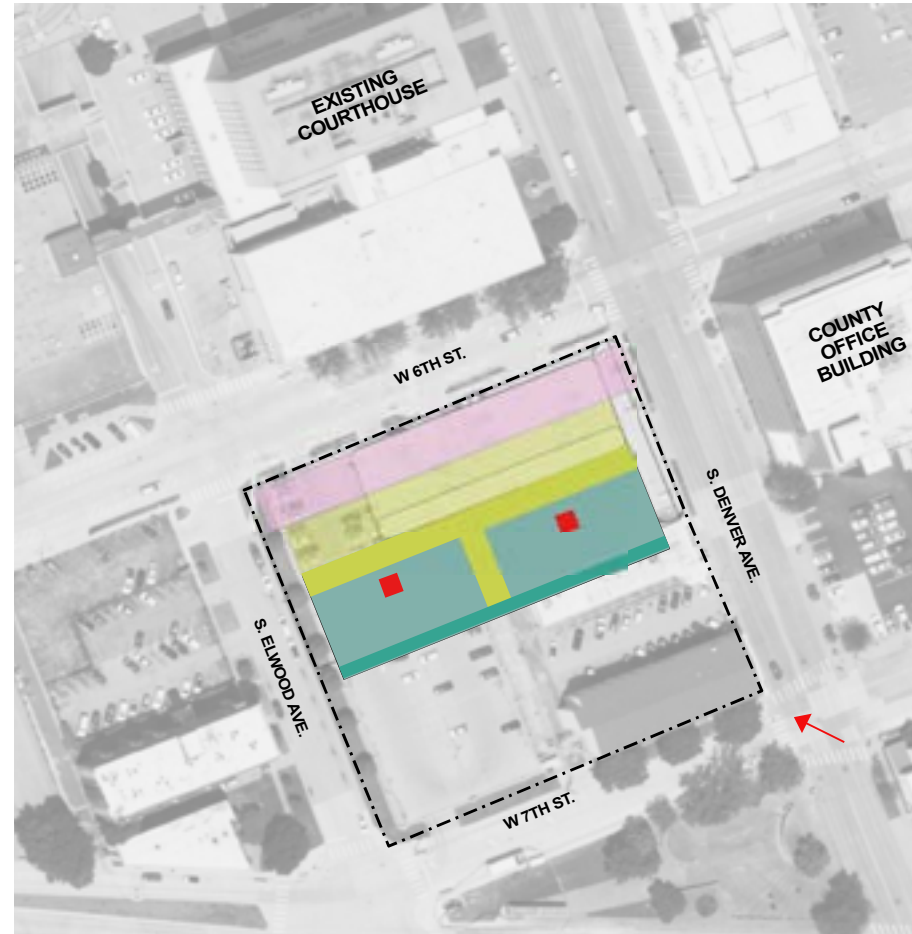 EXISTING
COURTHOUSE
COUNTY
OFFICE
BUILDING
W 6TH ST.
S. DENVER AVE.
S. ELWOOD AVE.
W 7TH ST.